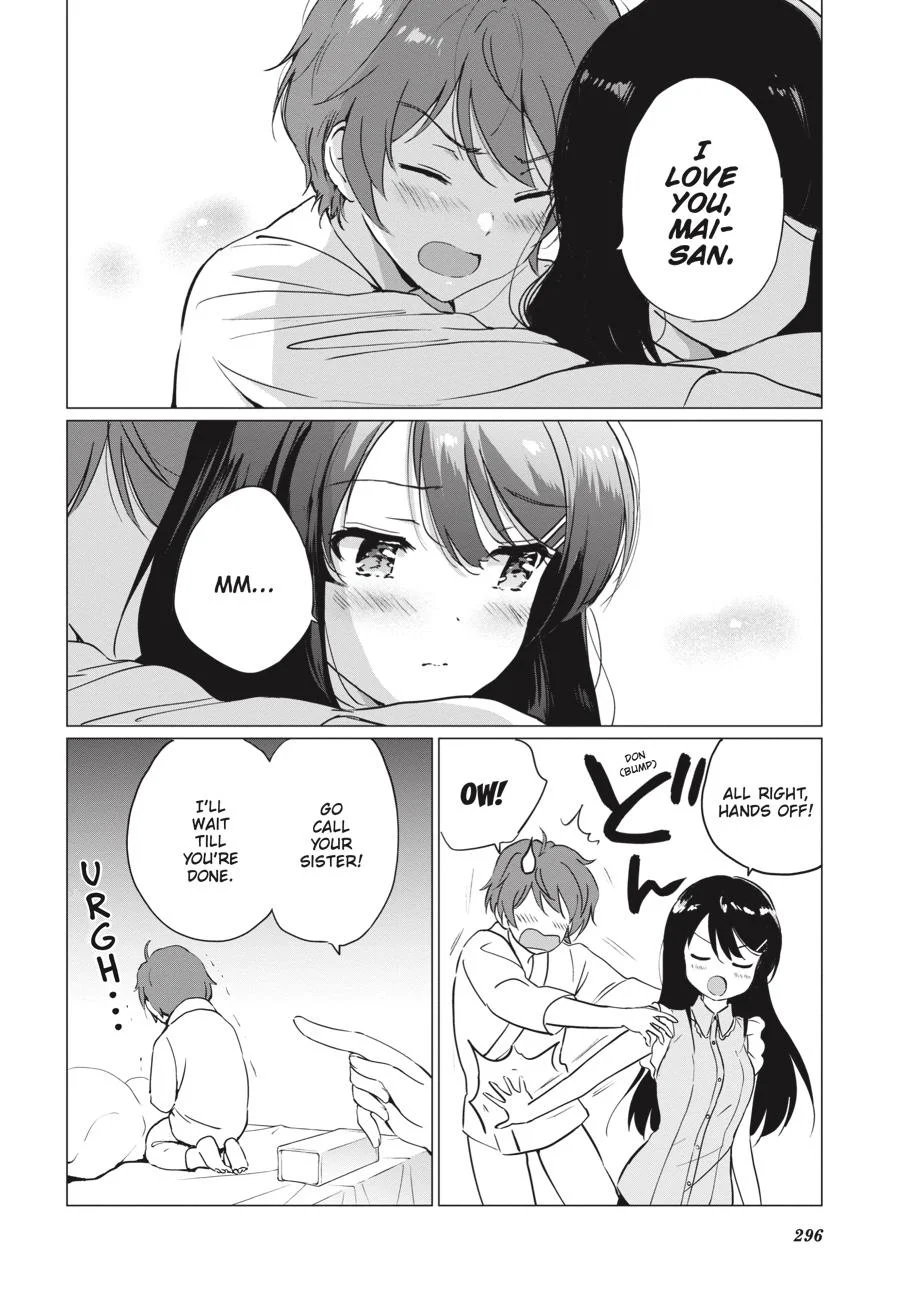 I
LOVE
YOU,
MAI-
SAN.
MM...
ALL RIGHT,
HANDS OFF!
DON
(BUMP)
どん
OW!
GO
CALL
YOUR
SISTER!
I'LL
WAIT
TILL
YOU'RE
DONE.
URGH...
296